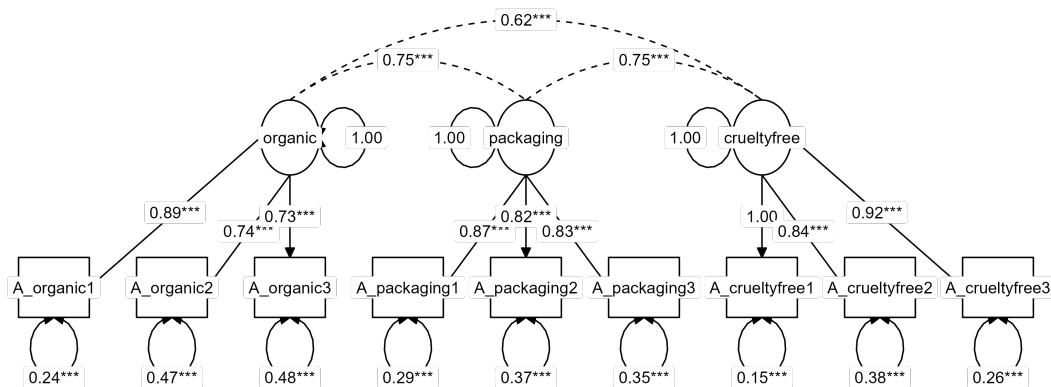 0.62***
0.75*** 0.75***
organic 1.00 1.00 packaging 1.00 crueltyfree
0.89*** 0.73*** 0.82*** 1.00 0.92***
0.74*** 0.87*** 0.83*** 0.84***
A_organic1 A_organic2 A_organic3 A_packaging1 A_packaging2 A_packaging3 A_crueltyfree1 A_crueltyfree2 A_crueltyfree3
0.24*** 0.47*** 0.48*** 0.29*** 0.37*** 0.35*** 0.15*** 0.38*** 0.26***